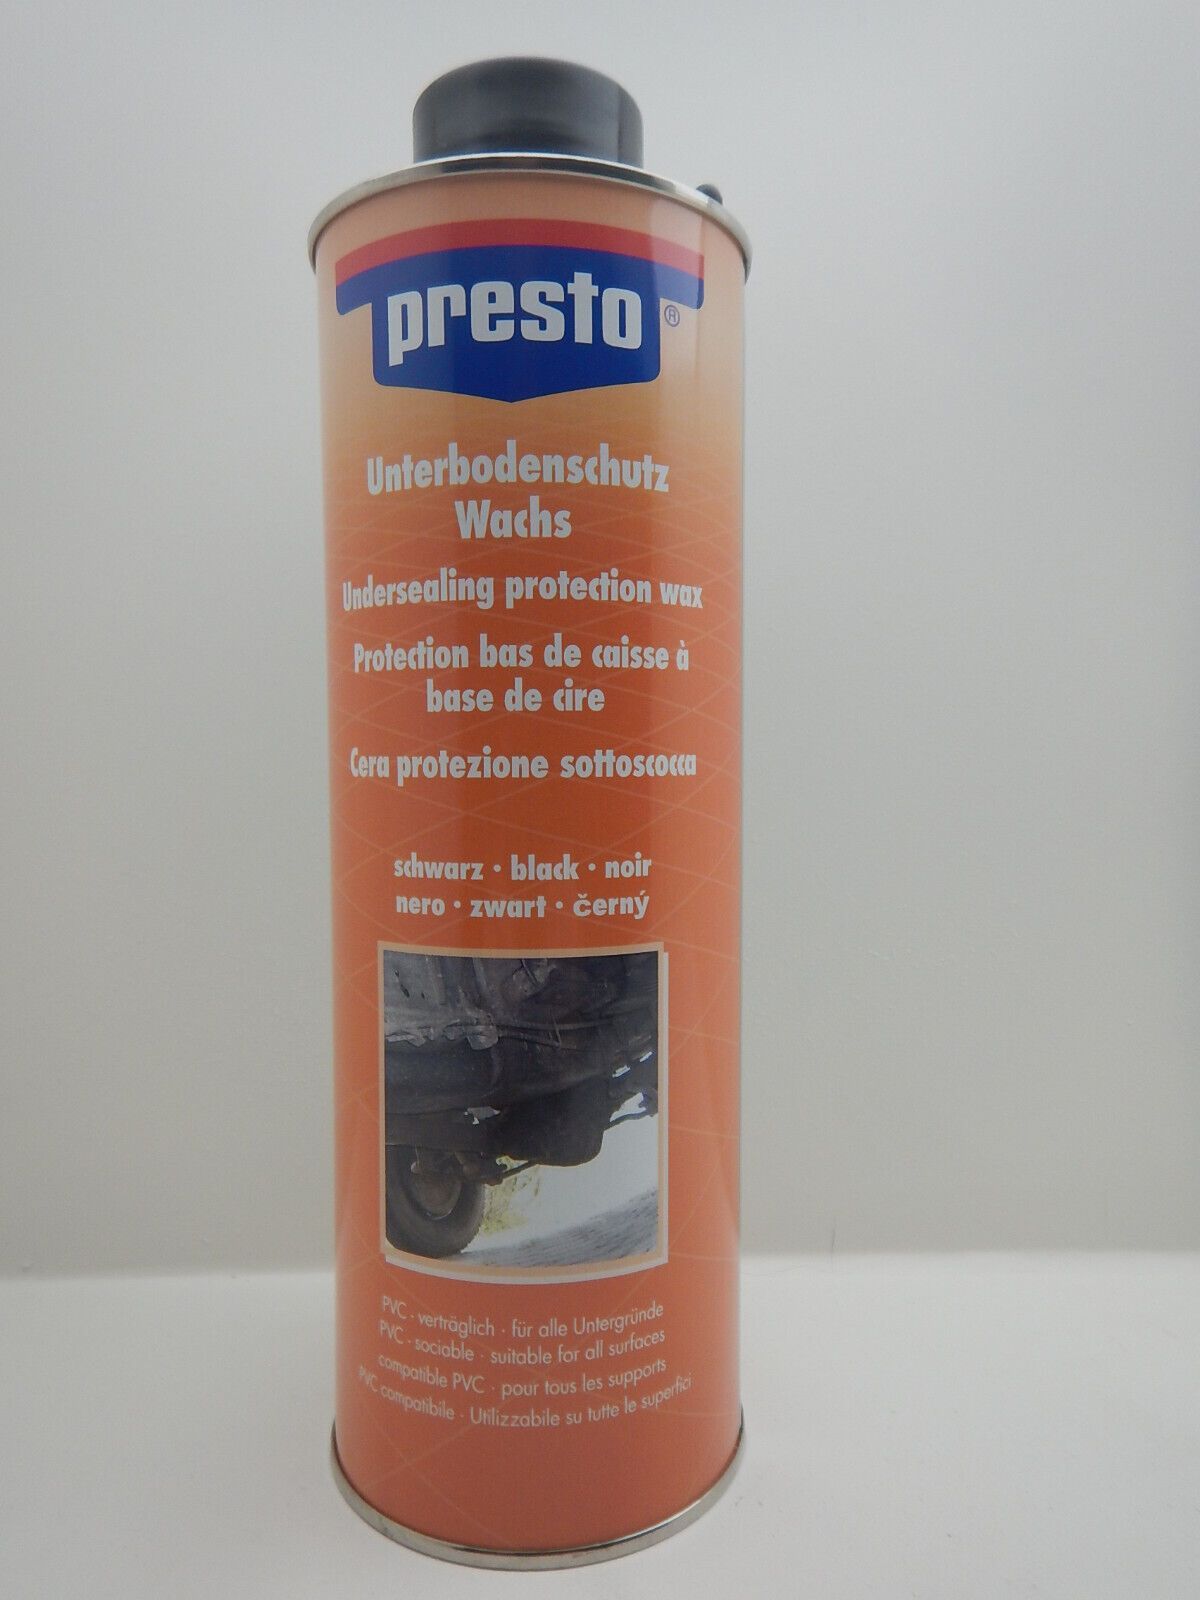 presto ®
Unterbodenschutz
Wachs
Undersealing protection wax
Protection bas de caisse à
base de cire
Cera protezione sottoscocca
schwarz • black • noir
nero • zwart • černý
PVC - verträglich - für alle Untergründe
PVC - sociable - suitable for all surfaces
compatible PVC - pour tous les supports
PVC compatibile - Utilizzabile su tutte le superfici